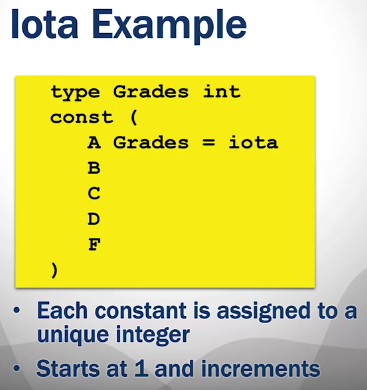 Iota Example
type Grades int
const (
A Grades = iota
B
C
D
F
)
• Each constant is assigned to a
unique integer
• Starts at 1 and increments